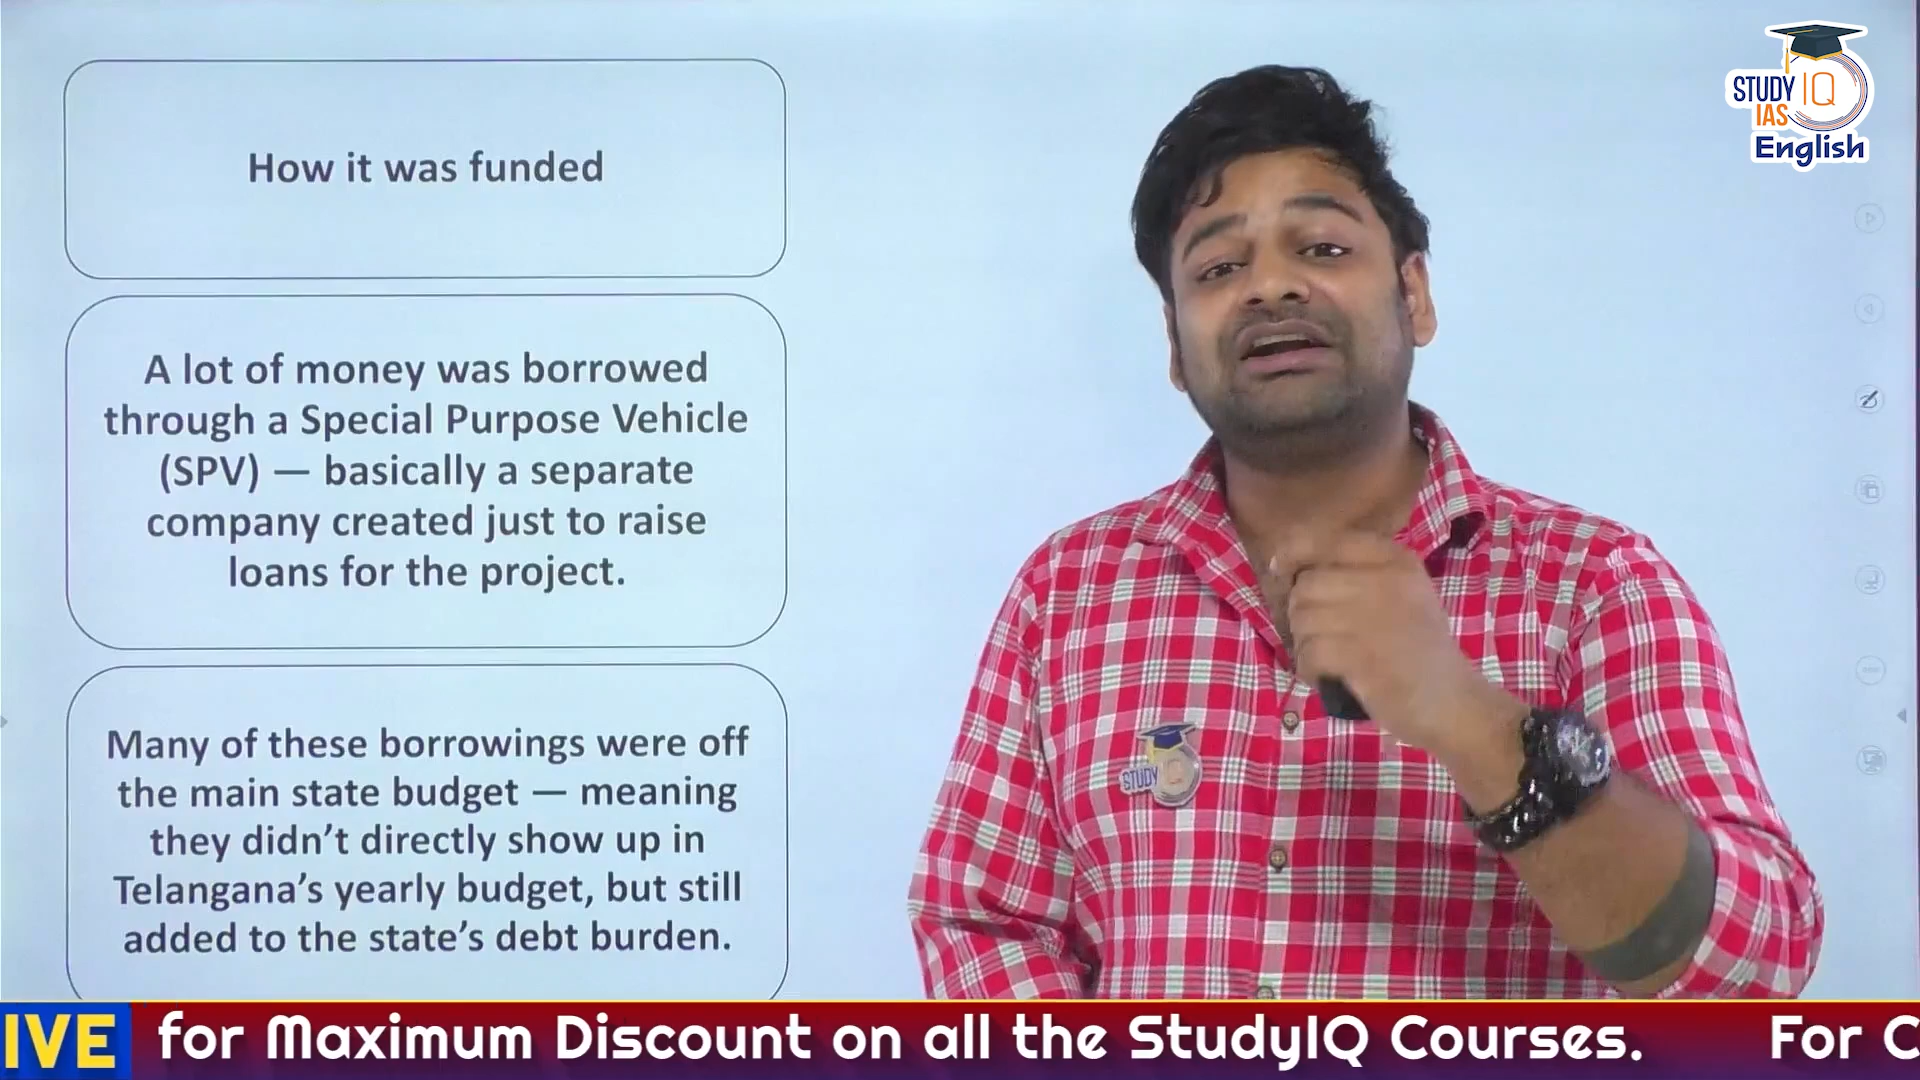 How it was funded
A lot of money was borrowed
through a Special Purpose Vehicle
(SPV) — basically a separate
company created just to raise
loans for the project.
Many of these borrowings were off
the main state budget — meaning
they didn’t directly show up in
Telangana’s yearly budget, but still
added to the state’s debt burden.
STUDY IQ
IAS
English
STUDY IQ
IVE for Maximum Discount on all the StudyIQ Courses. For C